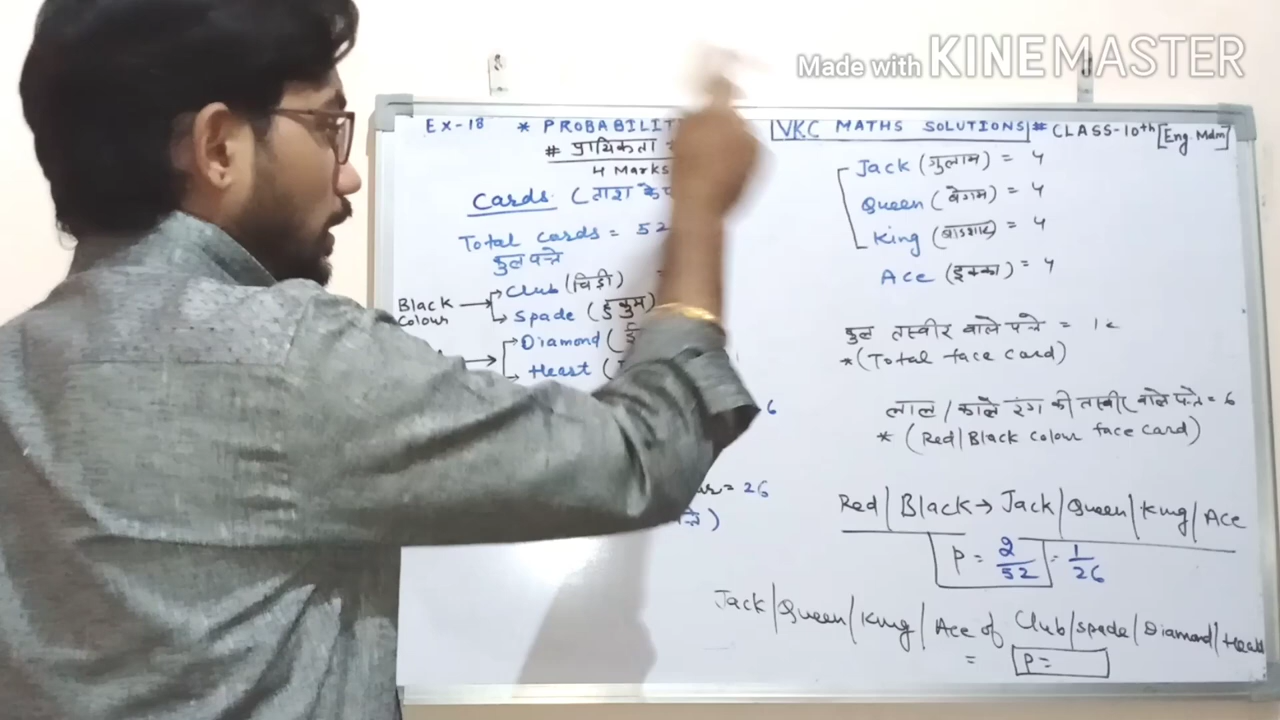 Made with KINEMASTER
EX-18 * PROBABILIT
VKC MATHS SOLUTIONS # CLASS-10th [Eng. Mdm]
# प्रायिकता
4 Marks
Cards. (ताश के
Total cards = 52
कुल पत्ते
Black Colour → Club (चिड़ी)
Spade (हुकुम)
→ Diamond (
Heart (
6
= 26
Jack (गुलाम) = 4
Queen (बेगम) = 4
King (बादशाह) = 4
Ace (इक्का) = 4
कुल तस्वीर वाले पत्ते = 12
* (Total face card)
लाल / काले रंग की तस्वीर वाले पत्ते = 6
* (Red/Black colour face card)
Red / Black → Jack / Queen / King / Ace
P = 2/52 = 1/26
Jack / Queen / King / Ace of Club / Spade / Diamond / Heart
= P =